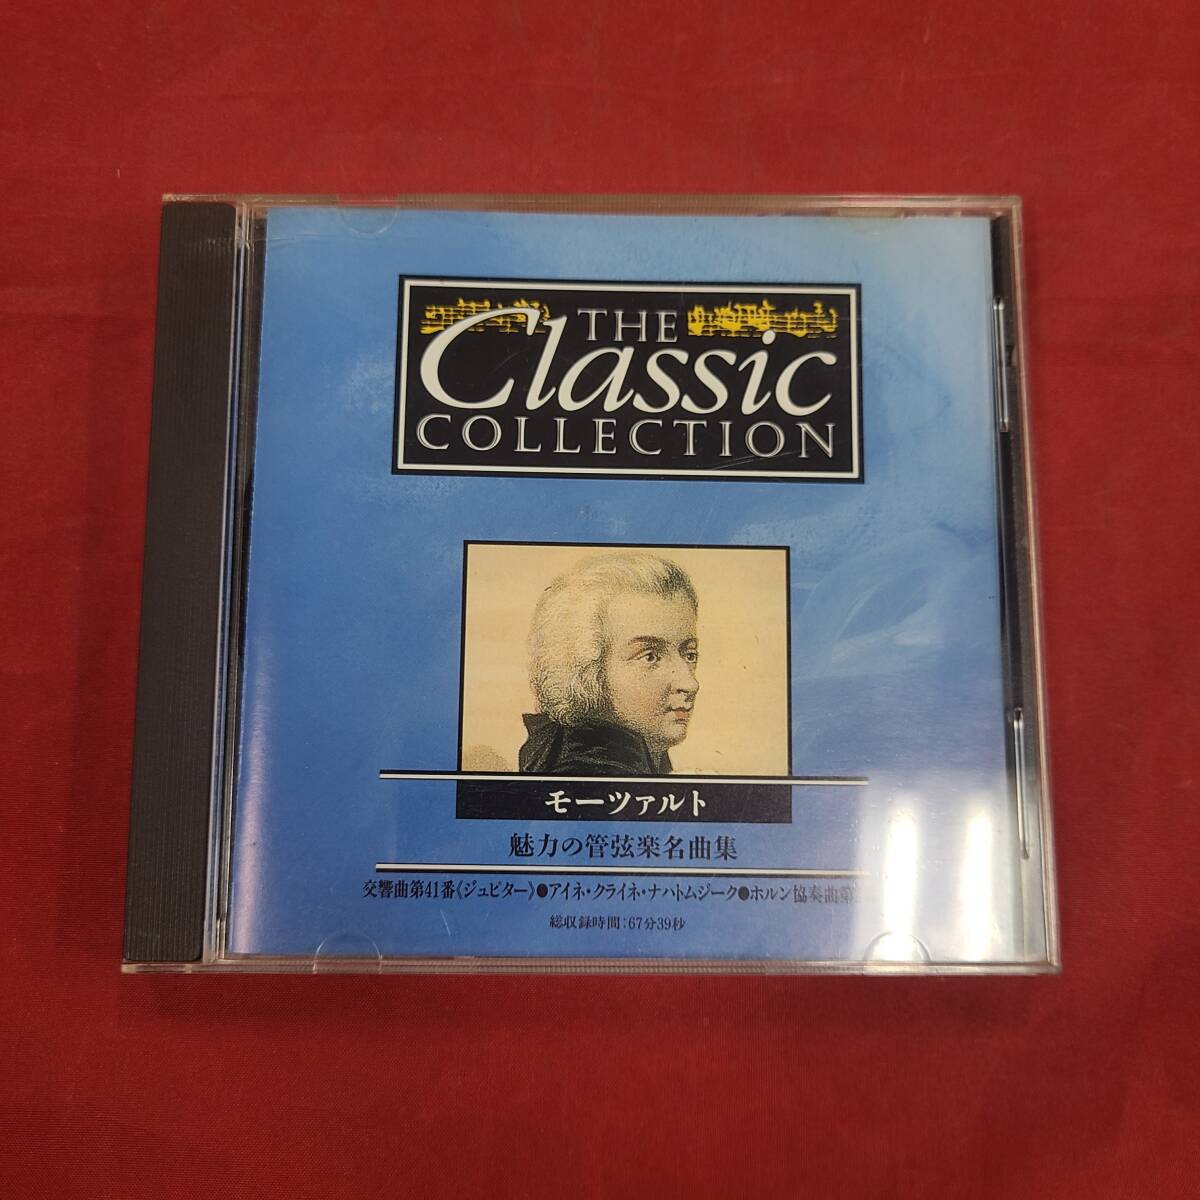 THE
Classic
COLLECTION
モーツァルト
魅力の管弦楽名曲集
交響曲第41番《ジュピター》●アイネ・クライネ・ナハトムジーク●ホルン協奏曲第
総収録時間：67分39秒